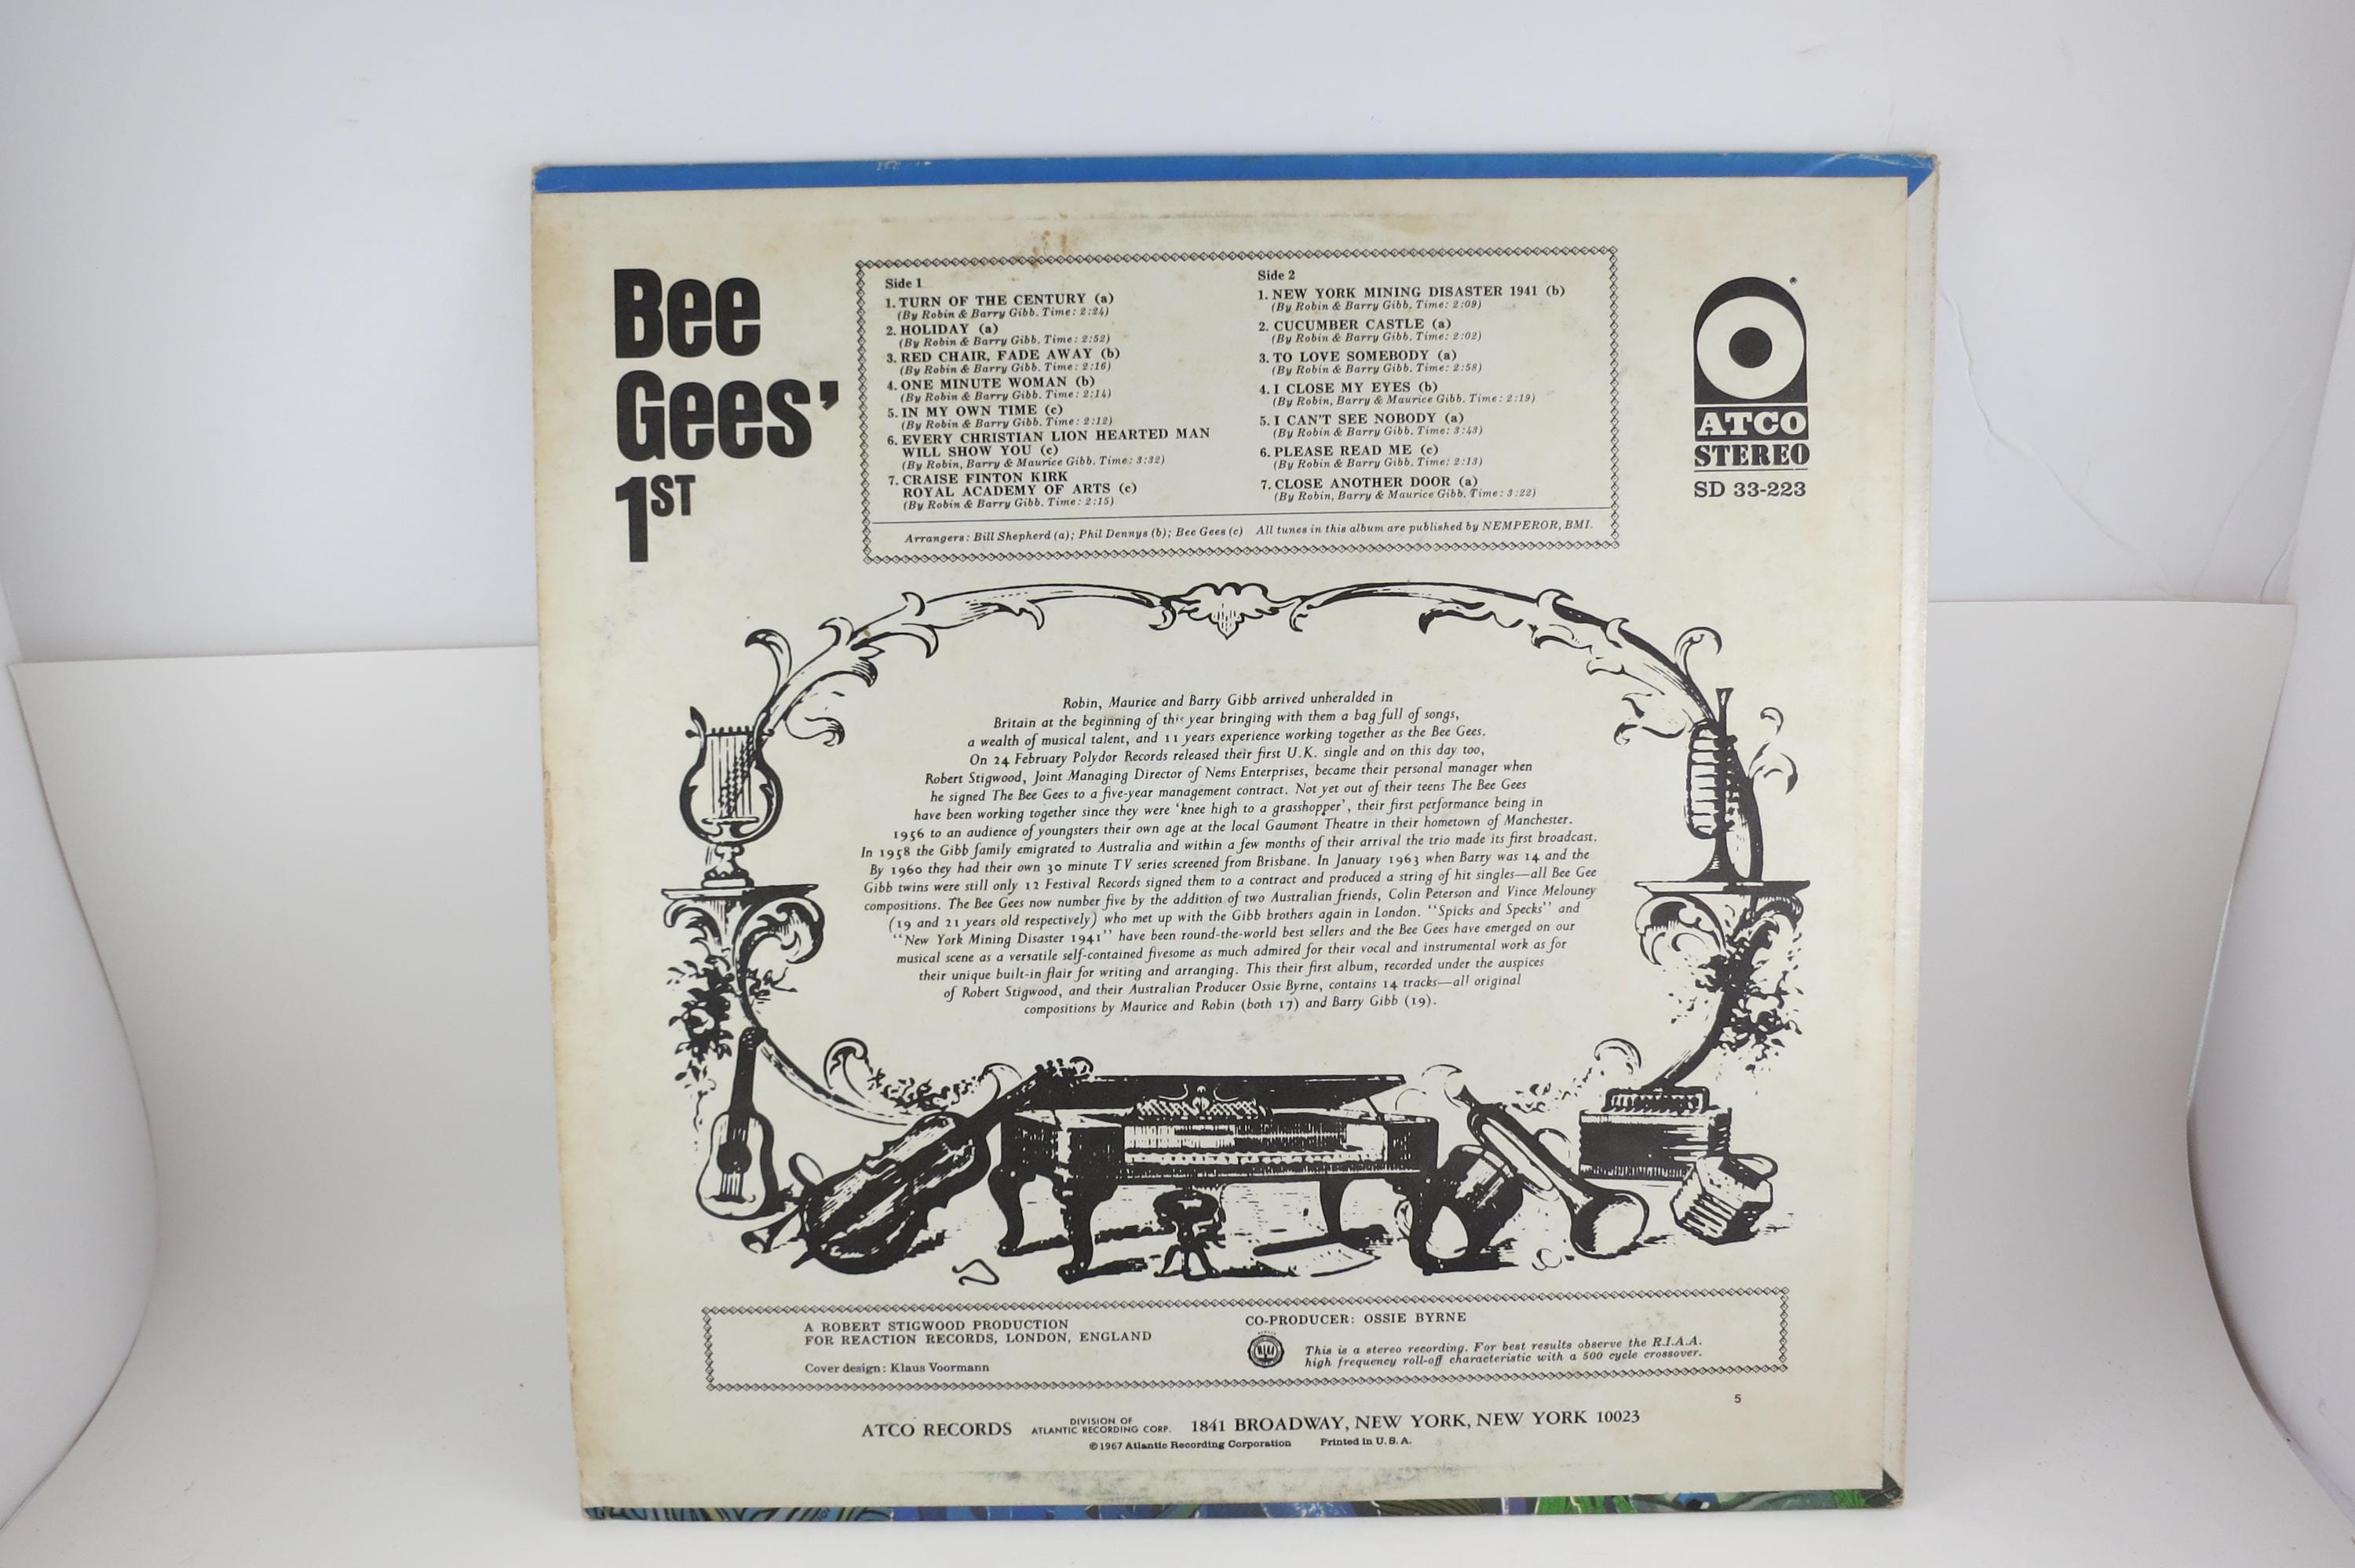 Bee
Gees’
1ST
Side 1
1. TURN OF THE CENTURY (a)
(By Robin & Barry Gibb. Time: 2:24)
2. HOLIDAY (a)
(By Robin & Barry Gibb. Time: 2:52)
3. RED CHAIR, FADE AWAY (b)
(By Robin & Barry Gibb. Time: 2:16)
4. ONE MINUTE WOMAN (b)
(By Robin & Barry Gibb. Time: 2:14)
5. IN MY OWN TIME (c)
(By Robin & Barry Gibb. Time: 2:12)
6. EVERY CHRISTIAN LION HEARTED MAN
WILL SHOW YOU (c)
(By Robin, Barry & Maurice Gibb. Time: 3:32)
7. CRAISE FINTON KIRK
ROYAL ACADEMY OF ARTS (c)
(By Robin & Barry Gibb. Time: 2:15)
Side 2
1. NEW YORK MINING DISASTER 1941 (b)
(By Robin & Barry Gibb. Time: 2:09)
2. CUCUMBER CASTLE (a)
(By Robin & Barry Gibb. Time: 2:02)
3. TO LOVE SOMEBODY (a)
(By Robin & Barry Gibb. Time: 2:58)
4. I CLOSE MY EYES (b)
(By Robin, Barry & Maurice Gibb. Time: 2:19)
5. I CAN'T SEE NOBODY (a)
(By Robin & Barry Gibb. Time: 3:43)
6. PLEASE READ ME (c)
(By Robin & Barry Gibb. Time: 2:13)
7. CLOSE ANOTHER DOOR (a)
(By Robin, Barry & Maurice Gibb. Time: 3:22)
Arrangers: Bill Shepherd (a); Phil Dennys (b); Bee Gees (c) All tunes in this album are published by NEMPEROR, BMI.
ATCO
STEREO
SD 33-223
Robin, Maurice and Barry Gibb arrived unheralded in
Britain at the beginning of this year bringing with them a bag full of songs,
a wealth of musical talent, and 11 years experience working together as the Bee Gees.
On 24 February Polydor Records released their first U.K. single and on this day too,
Robert Stigwood, Joint Managing Director of Nems Enterprises, became their personal manager when
he signed The Bee Gees to a five-year management contract. Not yet out of their teens The Bee Gees
have been working together since they were ‘knee high to a grasshopper’, their first performance being in
1956 to an audience of youngsters their own age at the local Gaumont Theatre in their hometown of Manchester.
In 1958 the Gibb family emigrated to Australia and within a few months of their arrival the trio made its first broadcast.
By 1960 they had their own 30 minute TV series screened from Brisbane. In January 1963 when Barry was 14 and the
Gibb twins were still only 12 Festival Records signed them to a contract and produced a string of hit singles—all Bee Gee
compositions. The Bee Gees now number five by the addition of two Australian friends, Colin Peterson and Vince Melouney
(19 and 21 years old respectively) who met up with the Gibb brothers again in London. “Spicks and Specks” and
“New York Mining Disaster 1941” have been round-the-world best sellers and the Bee Gees have emerged on our
musical scene as a versatile self-contained fivesome as much admired for their vocal and instrumental work as for
their unique built-in flair for writing and arranging. This their first album, recorded under the auspices
of Robert Stigwood, and their Australian Producer Ossie Byrne, contains 14 tracks—all original
compositions by Maurice and Robin (both 17) and Barry Gibb (19).
A ROBERT STIGWOOD PRODUCTION
FOR REACTION RECORDS, LONDON, ENGLAND
Cover design: Klaus Voormann
CO-PRODUCER: OSSIE BYRNE
This is a stereo recording. For best results observe the R.I.A.A.
high frequency roll-off characteristic with a 500 cycle crossover.
5
ATCO RECORDS DIVISION OF ATLANTIC RECORDING CORP. 1841 BROADWAY, NEW YORK, NEW YORK 10023
©1967 Atlantic Recording Corporation Printed in U.S.A.